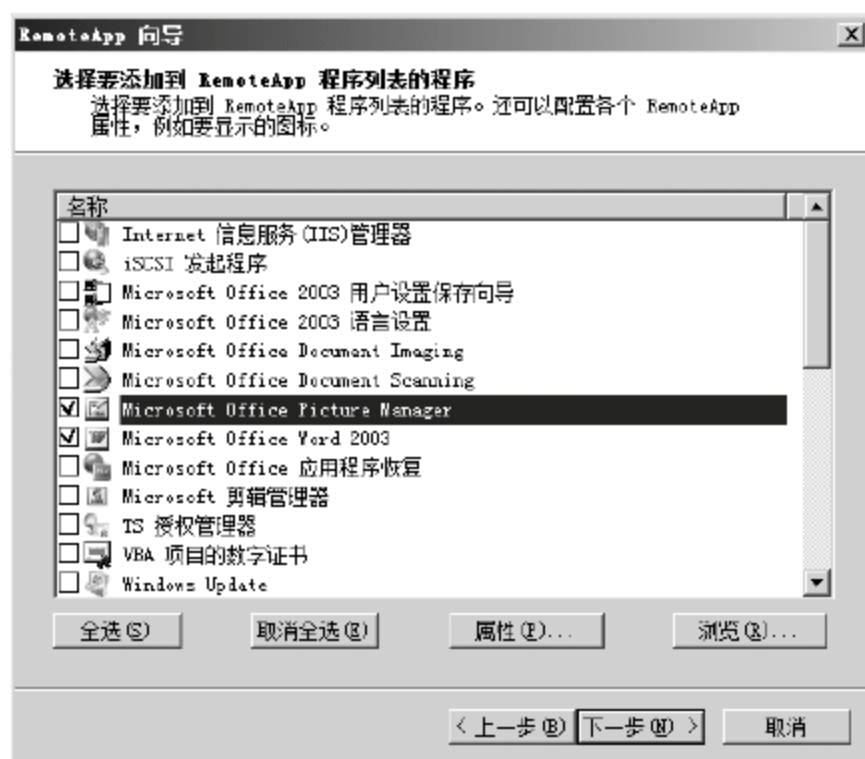 RemoteApp 向导
选择要添加到 RemoteApp 程序列表的程序
选择要添加到 RemoteApp 程序列表的程序。还可以配置各个 RemoteApp
属性，例如要显示的图标。
名称
Internet 信息服务(IIS)管理器
iSCSI 发起程序
Microsoft Office 2003 用户设置保存向导
Microsoft Office 2003 语言设置
Microsoft Office Document Imaging
Microsoft Office Document Scanning
Microsoft Office Picture Manager
Microsoft Office Word 2003
Microsoft Office 应用程序恢复
Microsoft 剪辑管理器
TS 授权管理器
VBA 项目的数字证书
Windows Update
全选(S) 取消全选(E) 属性(P)... 浏览(R)...
< 上一步(B) 下一步(N) > 取消